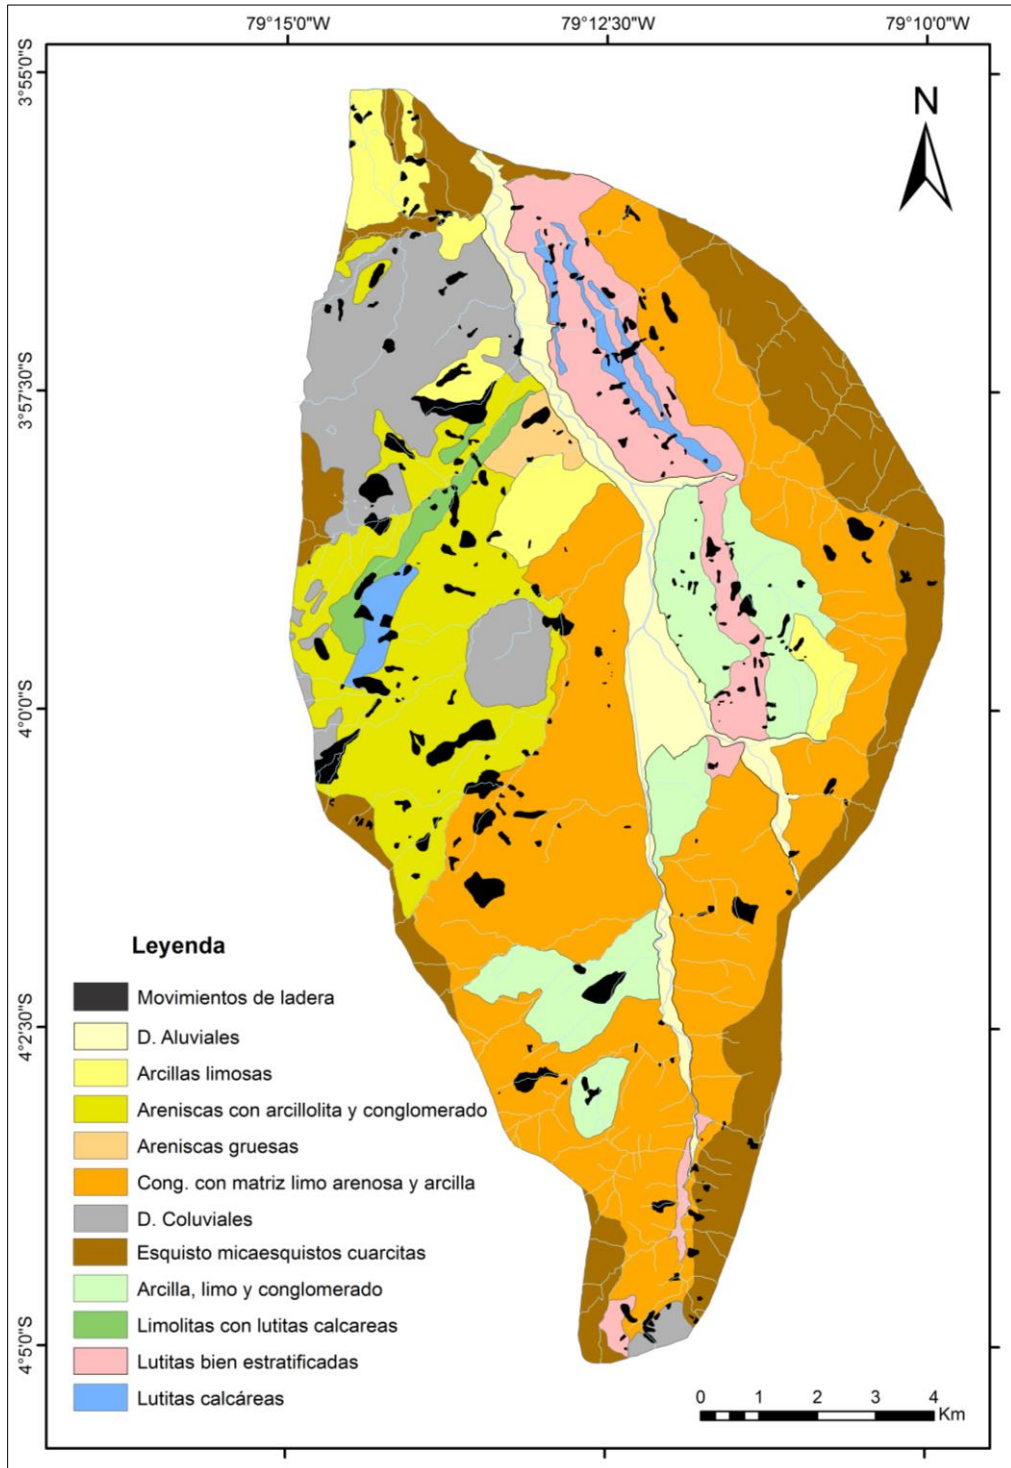 79°15'0"W 79°12'30"W 79°10'0"W
3°55'0"S
N
3°57'30"S
4°0'0"S
4°2'30"S
4°5'0"S
Leyenda
Movimientos de ladera
D. Aluviales
Arcillas limosas
Areniscas con arcillolita y conglomerado
Areniscas gruesas
Cong. con matriz limo arenosa y arcilla
D. Coluviales
Esquisto micaesquistos cuarcitas
Arcilla, limo y conglomerado
Limolitas con lutitas calcareas
Lutitas bien estratificadas
Lutitas calcáreas
0 1 2 3 4
Km